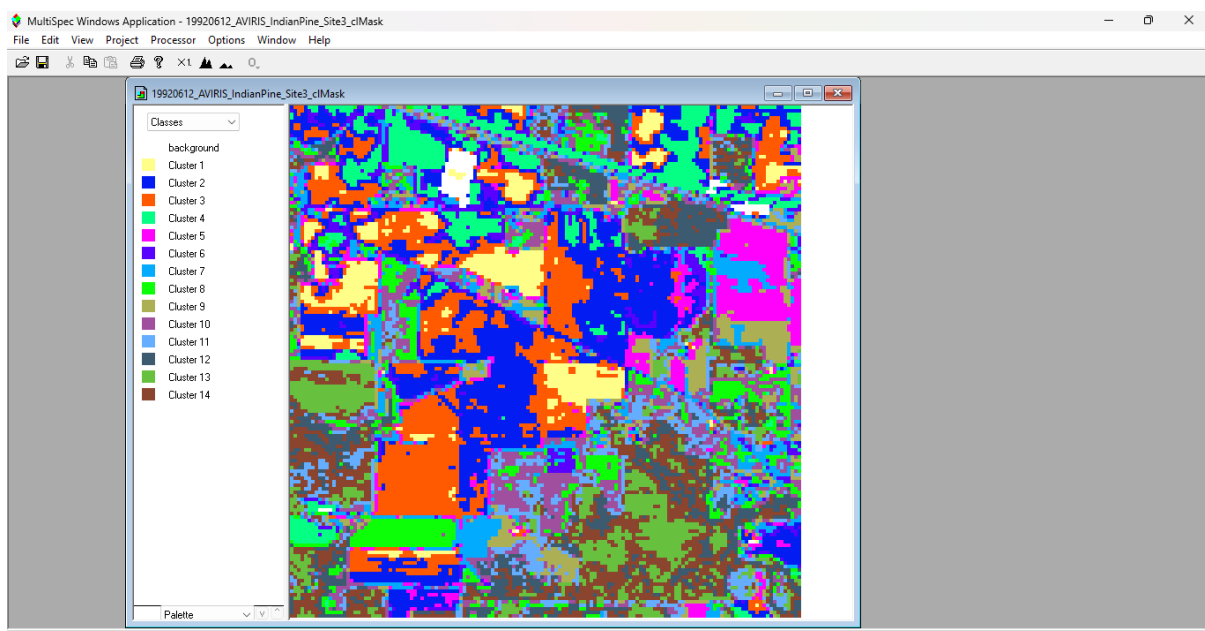 MultiSpec Windows Application - 19920612_AVIRIS_IndianPine_Site3_clMask
File Edit View Project Processor Options Window Help
×1
19920612_AVIRIS_IndianPine_Site3_clMask
Classes
background
Cluster 1
Cluster 2
Cluster 3
Cluster 4
Cluster 5
Cluster 6
Cluster 7
Cluster 8
Cluster 9
Cluster 10
Cluster 11
Cluster 12
Cluster 13
Cluster 14
Palette